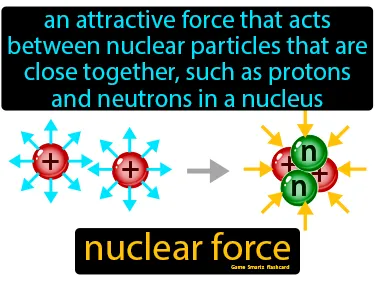 an attractive force that acts
between nuclear particles that are
close together, such as protons
and neutrons in a nucleus
+
+
n
+
+
n
nuclear force
Game Smartz flashcard